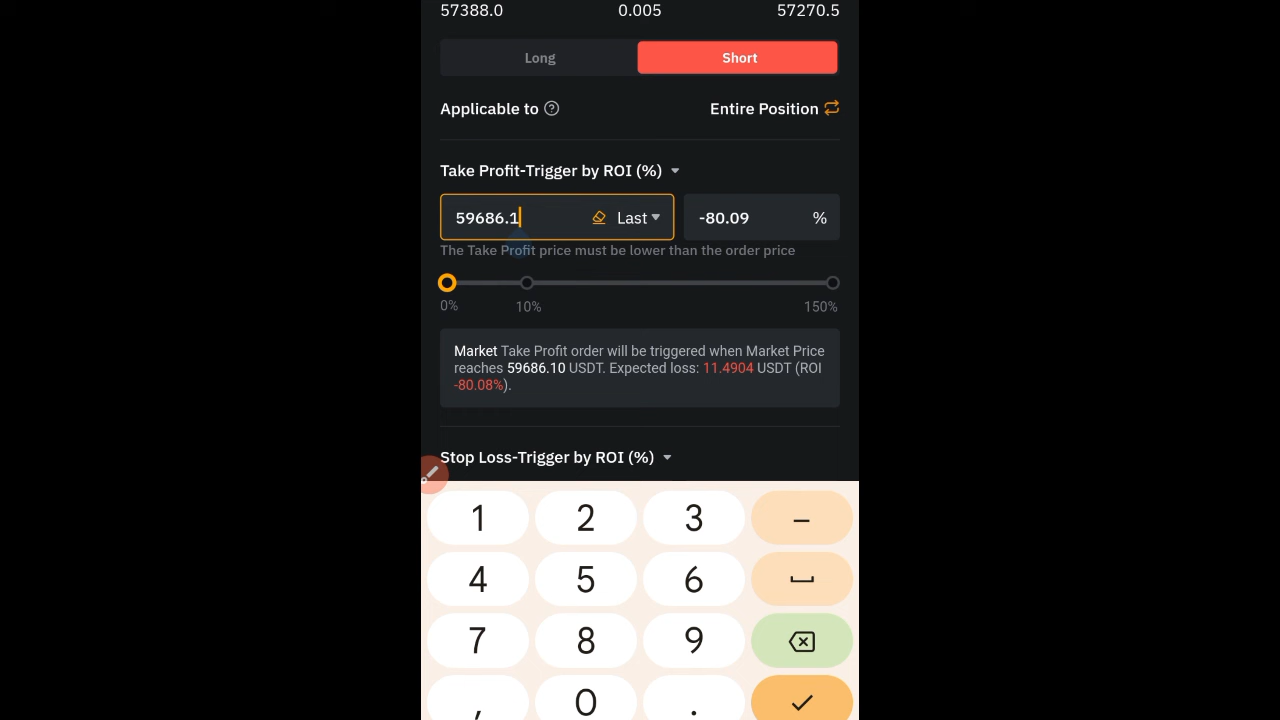 57388.0 0.005 57270.5
Long Short
Applicable to Entire Position
Take Profit-Trigger by ROI (%)
59686.1 Last -80.09 %
The Take Profit price must be lower than the order price
0% 10% 150%
Market Take Profit order will be triggered when Market Price
reaches 59686.10 USDT. Expected loss: 11.4904 USDT (ROI
-80.08%).
Stop Loss-Trigger by ROI (%)
1 2 3 –
4 5 6
7 8 9
, 0 .